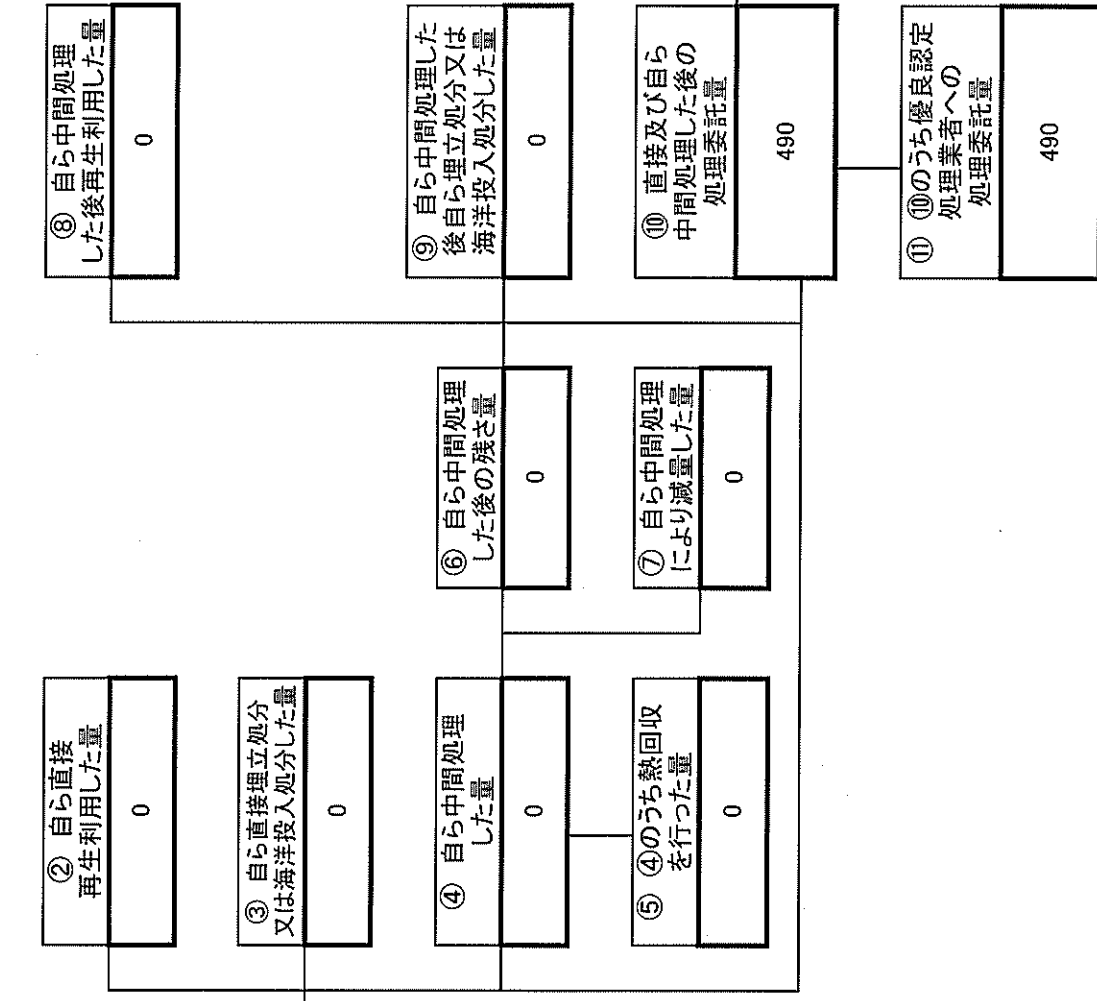 ② 自ら直接
再生利用した量
0
③ 自ら直接埋立処分
又は海洋投入処分した量
0
④ 自ら中間処理
した量
0
⑤ ④のうち熱回収
を行った量
0
⑥ 自ら中間処理
した後の残さ量
0
⑦ 自ら中間処理
により減量した量
0
⑧ 自ら中間処理
した後再生利用した量
0
⑨ 自ら中間処理した
後自ら埋立処分又は
海洋投入処分した量
0
⑩ 直接及び自ら
中間処理した後の
処理委託量
490
⑪ ⑩のうち優良認定
処理業者への
処理委託量
490